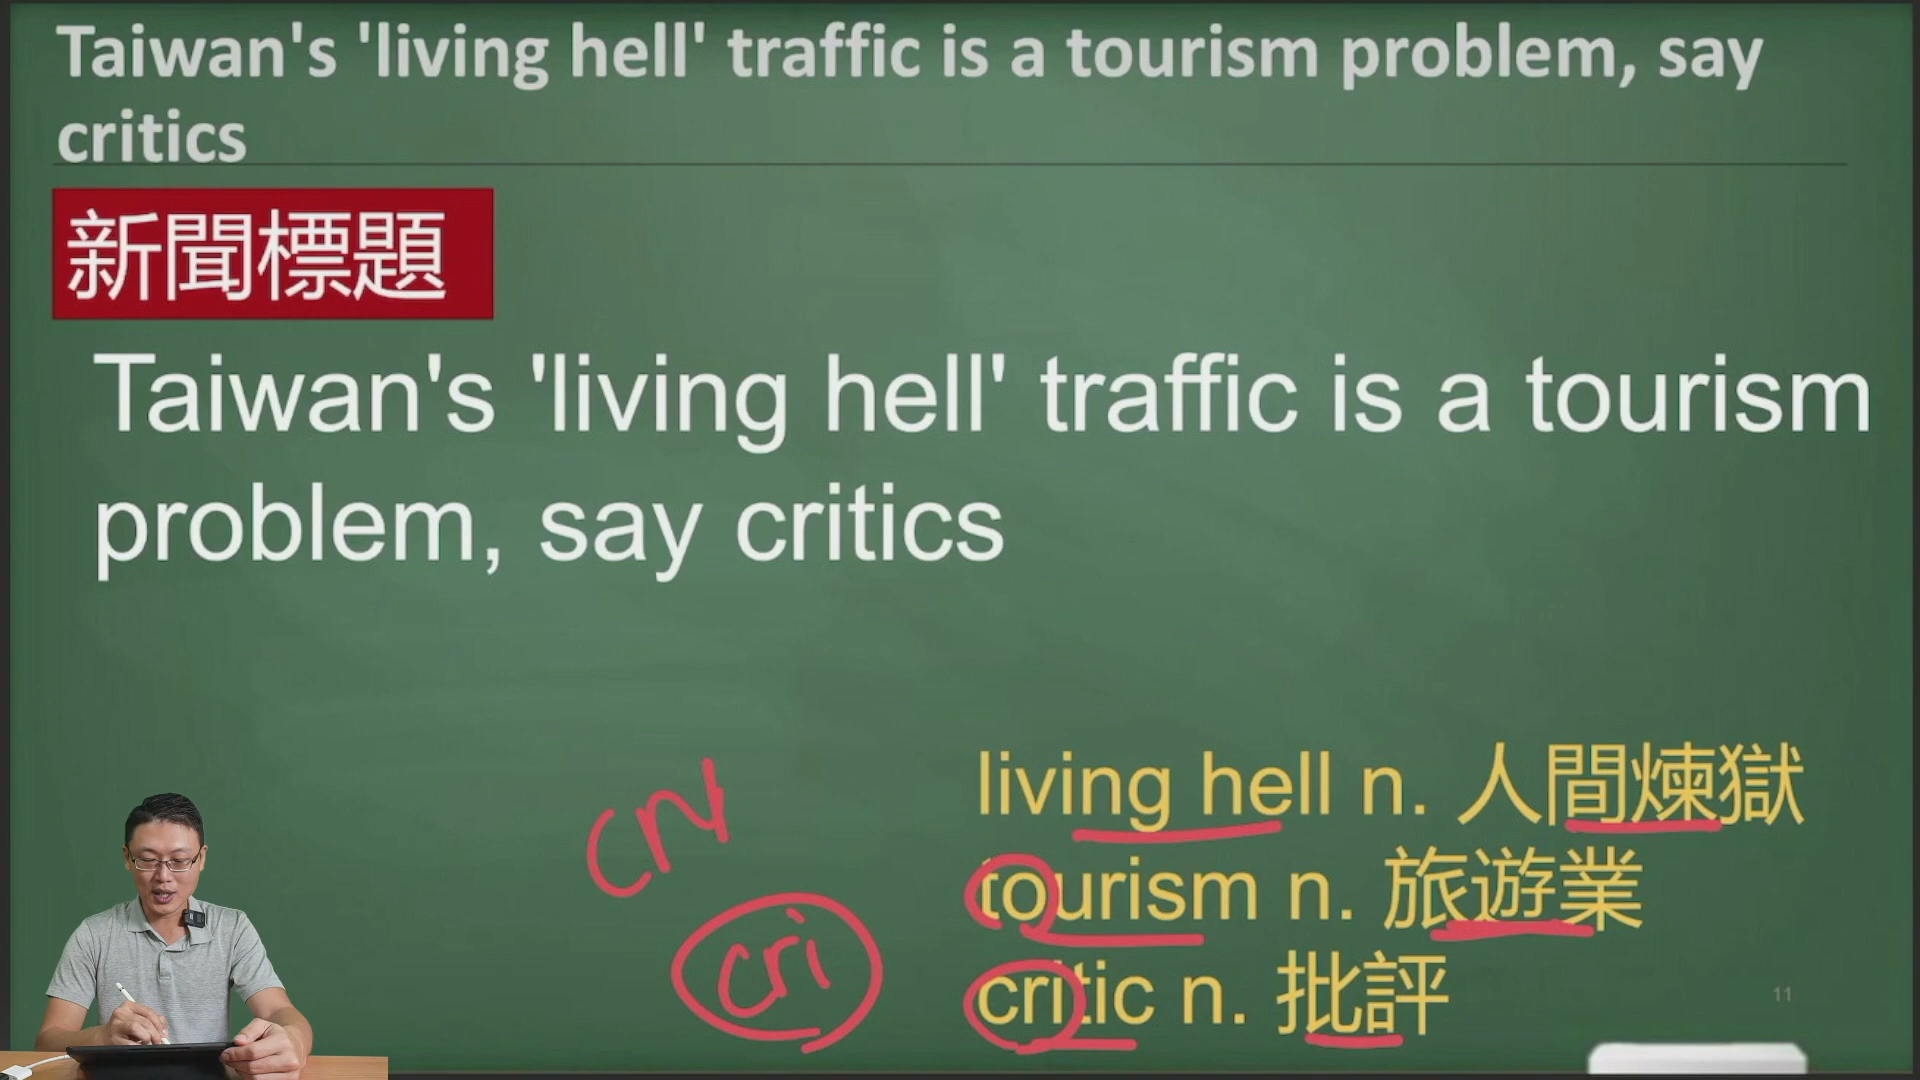 Taiwan's 'living hell' traffic is a tourism problem, say
critics
新聞標題
Taiwan's 'living hell' traffic is a tourism
problem, say critics
living hell n. 人間煉獄
tourism n. 旅遊業
critic n. 批評
cri
11